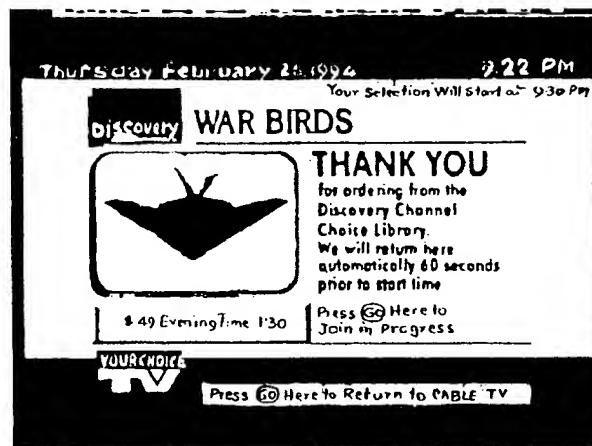 Thursday February 1994
9:22 PM
Your Selection Will Start at 9:30 PM
Discovery
WAR BIRDS
THANK YOU
for ordering from the
Discovery Channel
Choice Library.
We will return here
automatically 60 seconds
prior to start time
$ 49 Evening Time 1:30
Press GO Here to
Join in Progress
YOUR CHOICE
TV
Press GO Here to Return to CABLE TV